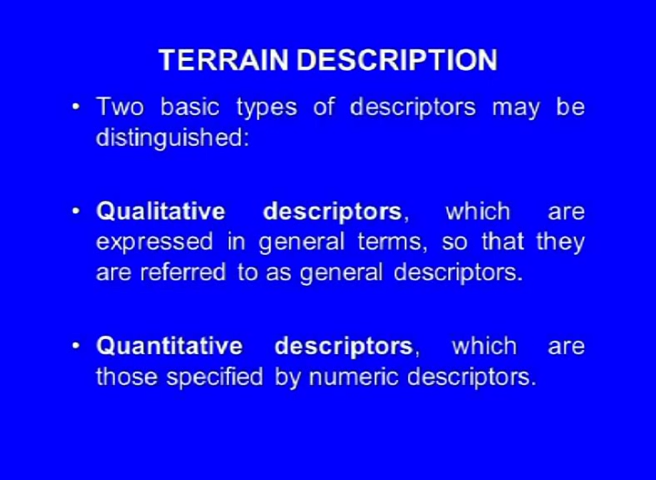 TERRAIN DESCRIPTION
• Two basic types of descriptors may be
distinguished:
• Qualitative descriptors, which are
expressed in general terms, so that they
are referred to as general descriptors.
• Quantitative descriptors, which are
those specified by numeric descriptors.